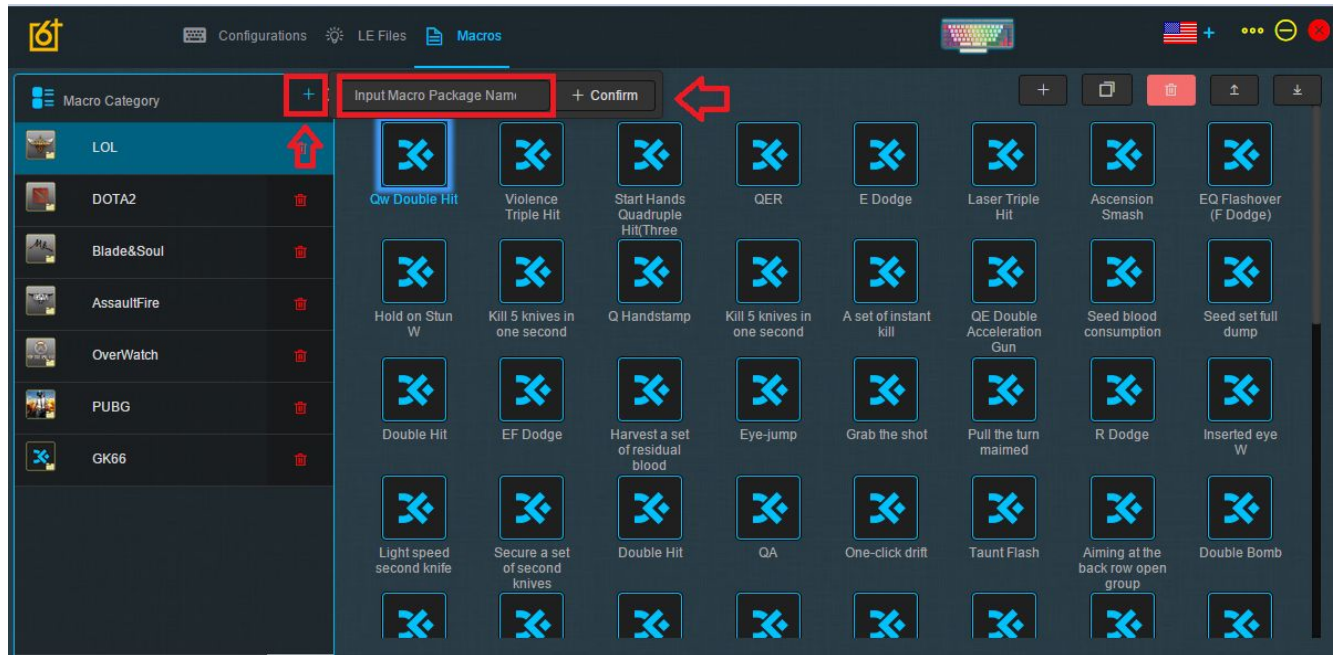 Configurations
LE Files
Macros
Macro Category
Input Macro Package
Confirm
LOL
DOTA2
Blade&Soul
AssaultFire
OverWatch
PUBG
GK66
Qw Double Hit
Violence
Triple Hit
Start Hands
Quadruple
Hit(Three
QER
E Dodge
Laser Triple
Hit
Ascension
Smash
EQ Flashover
(F Dodge)
Hold on Stun
W
Kill 5 knives in
one second
Q Handstamp
Kill 5 knives in
one second
A set of instant
kill
QE Double
Acceleration
Gun
Seed blood
consumption
Seed set full
dump
Double Hit
EF Dodge
Harvest a set
of residual
blood
Eye-jump
Grab the shot
Pull the turn
maimed
R Dodge
Inserted eye
W
Light speed
second knife
Secure a set
of second
knives
Double Hit
QA
One-click drift
Taunt Flash
Aiming at the
back row open
group
Double Bomb